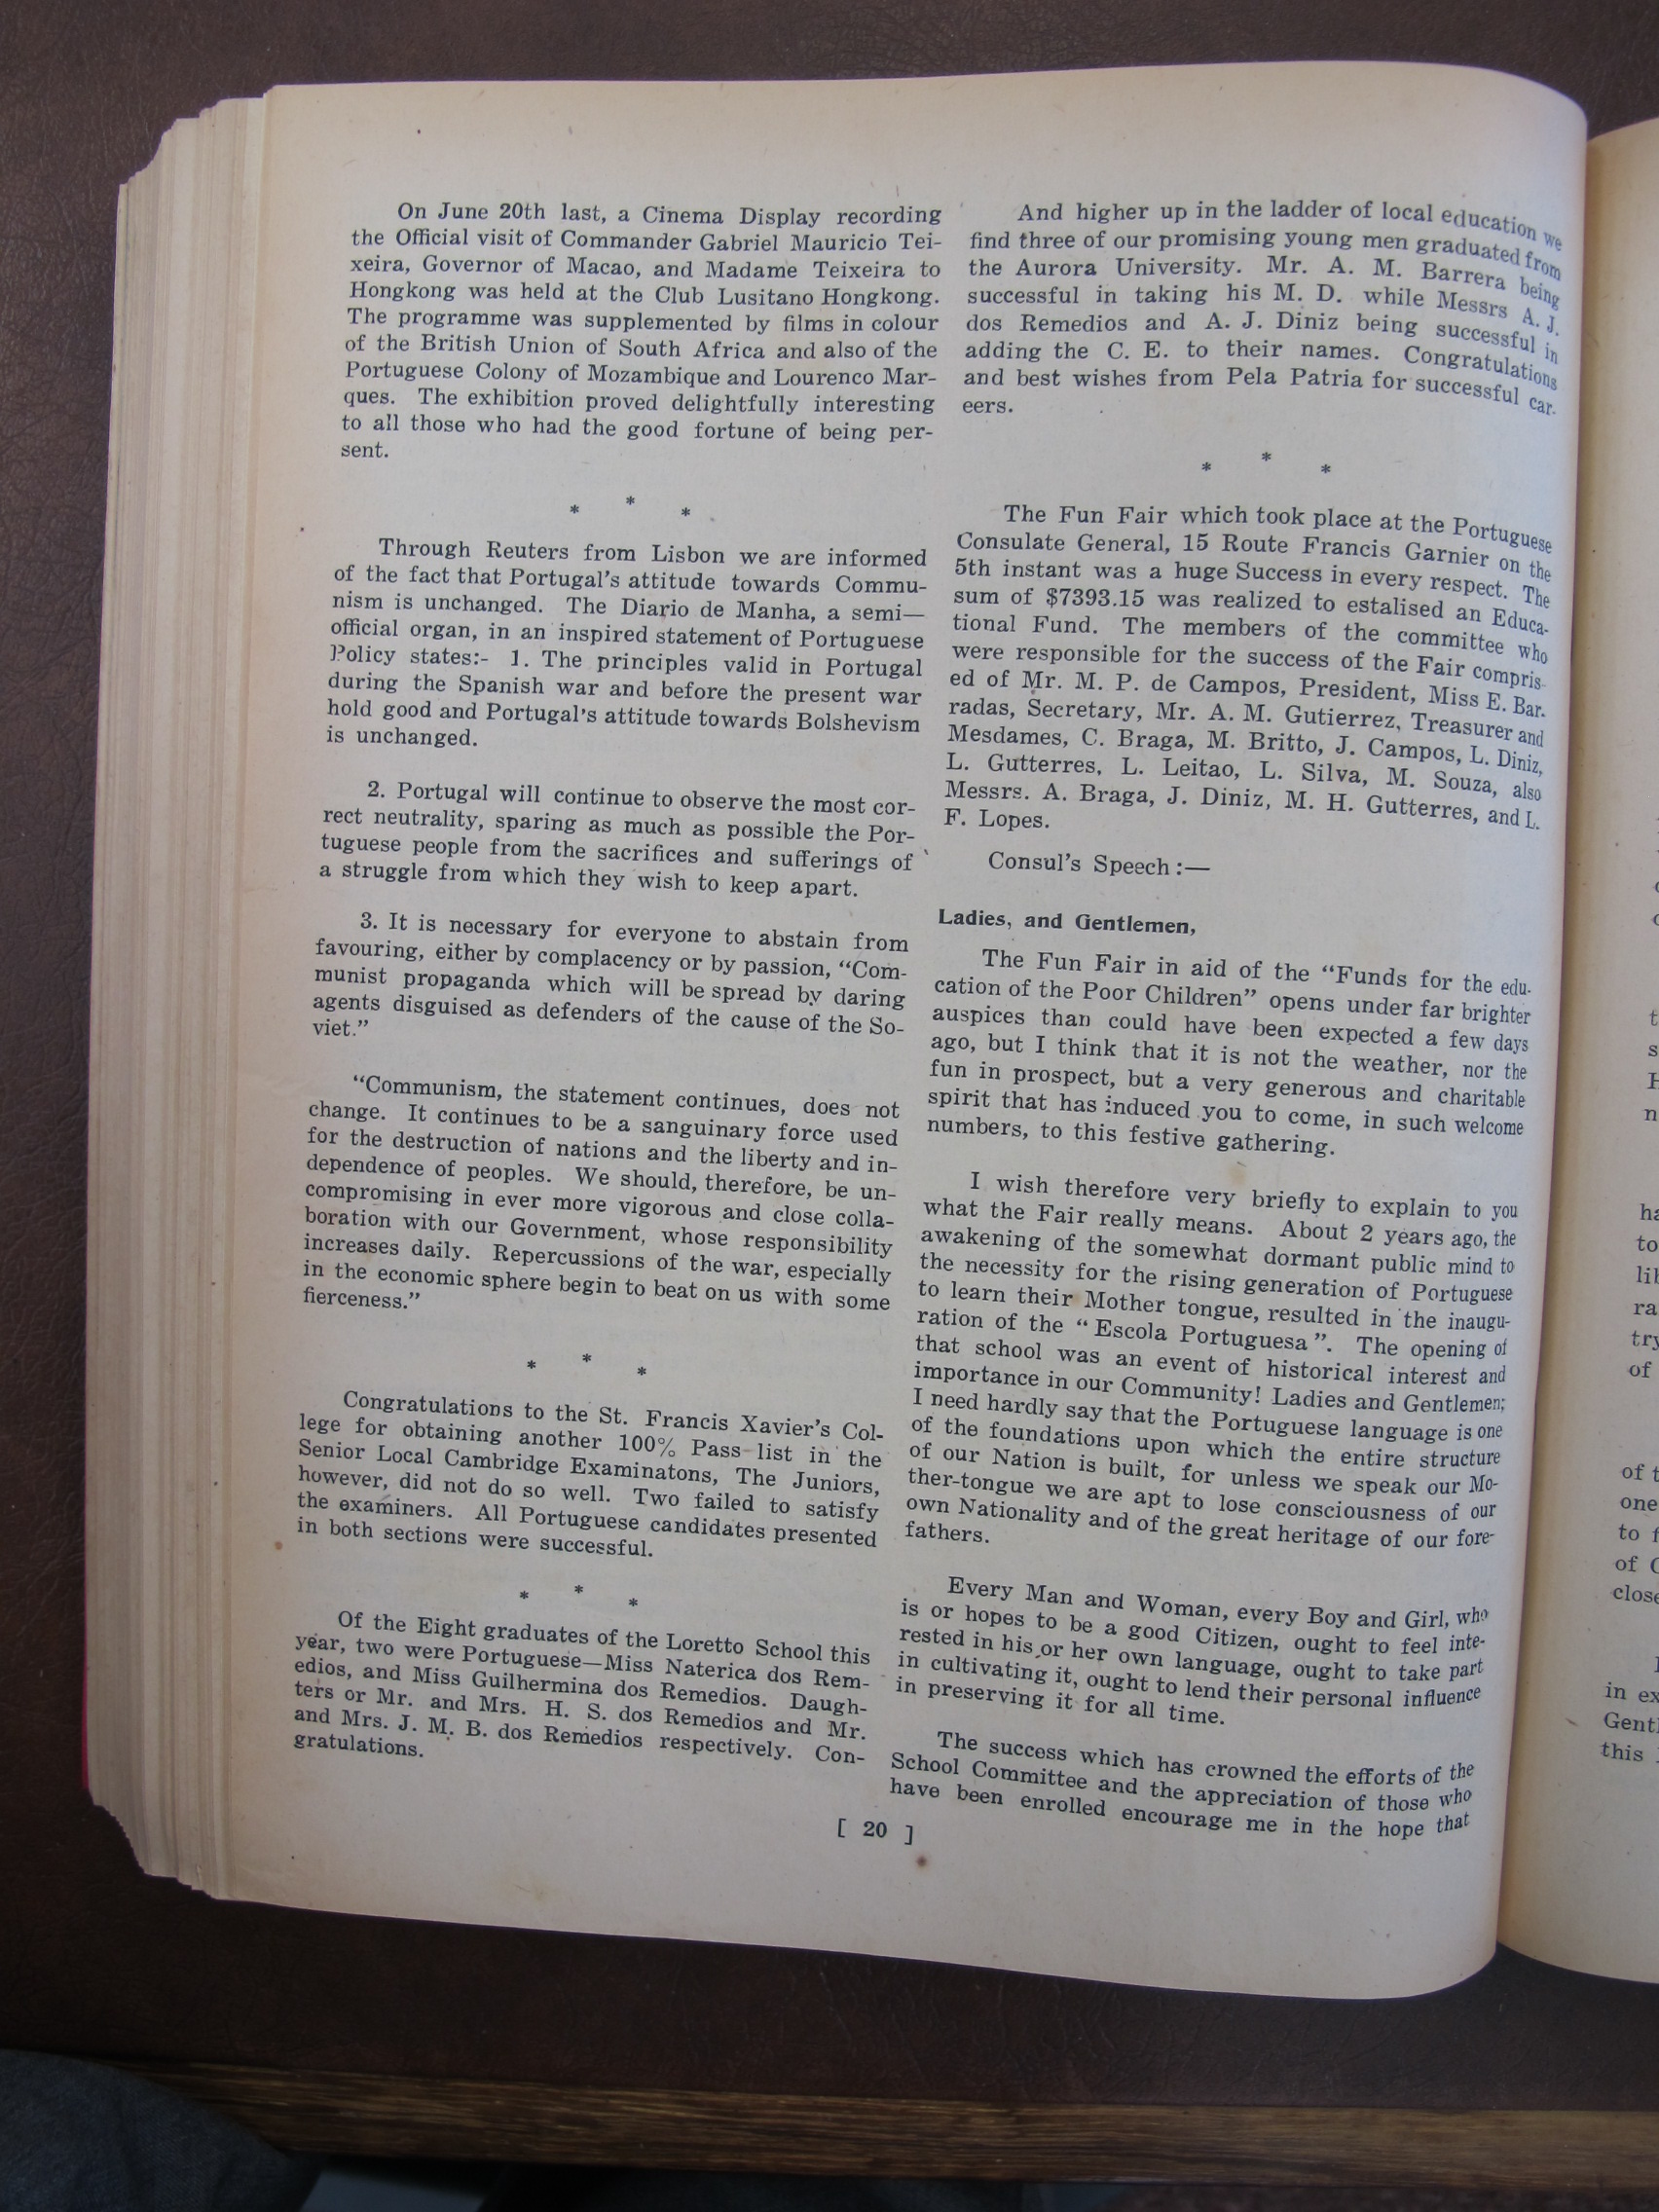 On June 20th last, a Cinema Display recording
the Official visit of Commander Gabriel Mauricio Tei-
xeira, Governor of Macao, and Madame Teixeira to
Hongkong was held at the Club Lusitano Hongkong.
The programme was supplemented by films in colour
of the British Union of South Africa and also of the
Portuguese Colony of Mozambique and Lourenco Mar-
ques. The exhibition proved delightfully interesting
to all those who had the good fortune of being per-
sent.
* * *
Through Reuters from Lisbon we are informed
of the fact that Portugal's attitude towards Commu-
nism is unchanged. The Diario de Manha, a semi—
official organ, in an inspired statement of Portuguese
Policy states:- 1. The principles valid in Portugal
during the Spanish war and before the present war
hold good and Portugal's attitude towards Bolshevism
is unchanged.
2. Portugal will continue to observe the most cor-
rect neutrality, sparing as much as possible the Por-
tuguese people from the sacrifices and sufferings of
a struggle from which they wish to keep apart.
3. It is necessary for everyone to abstain from
favouring, either by complacency or by passion, “Com-
munist propaganda which will be spread by daring
agents disguised as defenders of the cause of the So-
viet.”
“Communism, the statement continues, does not
change. It continues to be a sanguinary force used
for the destruction of nations and the liberty and in-
dependence of peoples. We should, therefore, be un-
compromising in ever more vigorous and close colla-
boration with our Government, whose responsibility
increases daily. Repercussions of the war, especially
in the economic sphere begin to beat on us with some
fierceness.”
* * *
Congratulations to the St. Francis Xavier's Col-
lege for obtaining another 100% Pass list in the
Senior Local Cambridge Examinatons, The Juniors,
however, did not do so well. Two failed to satisfy
the examiners. All Portuguese candidates presented
in both sections were successful.
* * *
Of the Eight graduates of the Loretto School this
year, two were Portuguese—Miss Naterica dos Rem-
edios, and Miss Guilhermina dos Remedios. Daugh-
ters or Mr. and Mrs. H. S. dos Remedios and Mr.
and Mrs. J. M. B. dos Remedios respectively. Con-
gratulations.
And higher up in the ladder of local education we
find three of our promising young men graduated from
the Aurora University. Mr. A. M. Barrera being
successful in taking his M. D. while Messrs A. J.
dos Remedios and A. J. Diniz being successful in
adding the C. E. to their names. Congratulations
and best wishes from Pela Patria for successful car-
eers.
* * *
The Fun Fair which took place at the Portuguese
Consulate General, 15 Route Francis Garnier on the
5th instant was a huge Success in every respect. The
sum of $7393.15 was realized to estalised an Educa-
tional Fund. The members of the committee who
were responsible for the success of the Fair compris-
ed of Mr. M. P. de Campos, President, Miss E. Bar-
radas, Secretary, Mr. A. M. Gutierrez, Treasurer and
Mesdames, C. Braga, M. Britto, J. Campos, L. Diniz,
L. Gutterres, L. Leitao, L. Silva, M. Souza, also
Messrs. A. Braga, J. Diniz, M. H. Gutterres, and L.
F. Lopes.
Consul's Speech :—
Ladies, and Gentlemen,
The Fun Fair in aid of the “Funds for the edu-
cation of the Poor Children” opens under far brighter
auspices than could have been expected a few days
ago, but I think that it is not the weather, nor the
fun in prospect, but a very generous and charitable
spirit that has induced you to come, in such welcome
numbers, to this festive gathering.
I wish therefore very briefly to explain to you
what the Fair really means. About 2 years ago, the
awakening of the somewhat dormant public mind to
the necessity for the rising generation of Portuguese
to learn their Mother tongue, resulted in the inaugu-
ration of the “ Escola Portuguesa ”. The opening of
that school was an event of historical interest and
importance in our Community! Ladies and Gentlemen;
I need hardly say that the Portuguese language is one
of the foundations upon which the entire structure
of our Nation is built, for unless we speak our Mo-
ther-tongue we are apt to lose consciousness of our
own Nationality and of the great heritage of our fore-
fathers.
Every Man and Woman, every Boy and Girl, who
is or hopes to be a good Citizen, ought to feel inte-
rested in his or her own language, ought to take part
in cultivating it, ought to lend their personal influence
in preserving it for all time.
The success which has crowned the efforts of the
School Committee and the appreciation of those who
have been enrolled encourage me in the hope that
[ 20 ]